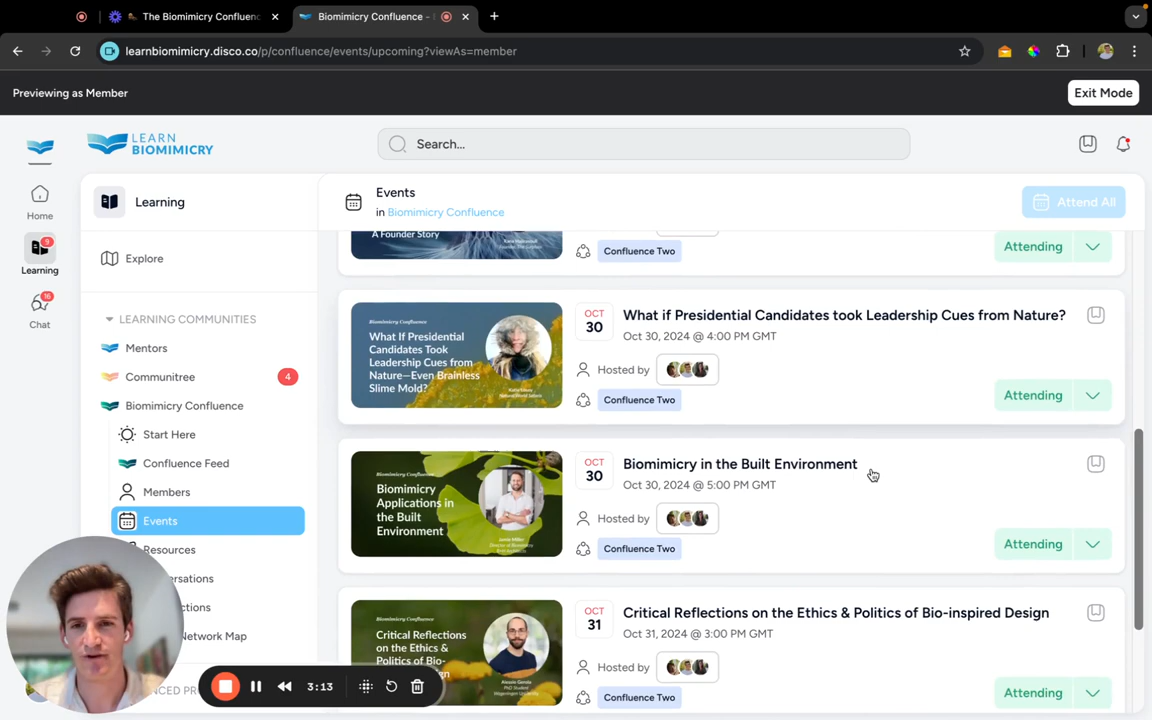 The Biomimicry Confluenc
Biomimicry Confluence -
learnbiomimicry.disco.co/p/confluence/events/upcoming?viewAs=member
Previewing as Member
Exit Mode
LEARN
BIOMIMICRY
Search...
Home
9
Learning
16
Chat
Learning
Explore
LEARNING COMMUNITIES
Mentors
Communitree
4
Biomimicry Confluence
Start Here
Confluence Feed
Members
Events
Resources
ersations
ctions
Network Map
NCED PR
3:13
Events
in Biomimicry Confluence
Attend All
A Founder Story
Confluence Two
Attending
Biomimicry Confluence
What If Presidential
Candidates Took
Leadership Cues from
Nature—Even Brainless
Slime Mold?
OCT
30
What if Presidential Candidates took Leadership Cues from Nature?
Oct 30, 2024 @ 4:00 PM GMT
Hosted by
Confluence Two
Attending
Biomimicry Confluence
Biomimicry
Applications in
the Built
Environment
OCT
30
Biomimicry in the Built Environment
Oct 30, 2024 @ 5:00 PM GMT
Hosted by
Confluence Two
Attending
Biomimicry Confluence
Critical Reflections
on the Ethics &
Politics of Bio-
OCT
31
Critical Reflections on the Ethics & Politics of Bio-inspired Design
Oct 31, 2024 @ 3:00 PM GMT
Hosted by
Confluence Two
Attending